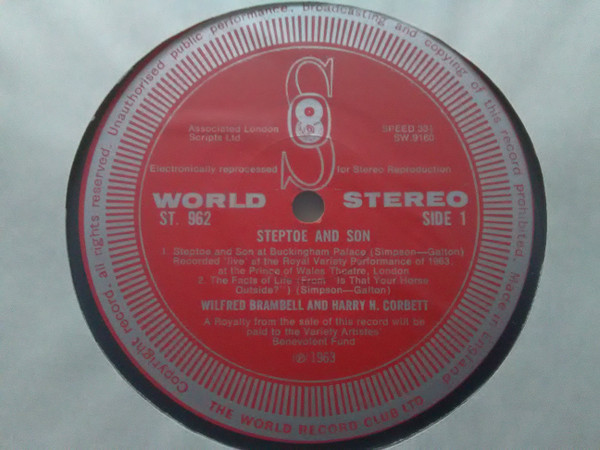 Copyright record, all rights reserved. Unauthorised public performance, broadcasting and copying of this record prohibited. Made in England
S
8
Associated London
Scripts Ltd
SPEED 33⅓
SW.9160
Electronically reprocessed for Stereo Reproduction
WORLD STEREO
ST. 962 SIDE 1
STEPTOE AND SON
1. Steptoe and Son at Buckingham Palace (Simpson—Galton)
Recorded "live" at the Royal Variety Performance of 1963
at the Prince of Wales Theatre, London
2. The Facts of Life (From "Is That Your Horse
Outside?") (Simpson—Galton)
WILFRED BRAMBELL AND HARRY H. CORBETT
A Royalty from the sale of this record will be
paid to the Variety Artistes'
Benevolent Fund
℗ 1963
THE WORLD RECORD CLUB LTD.